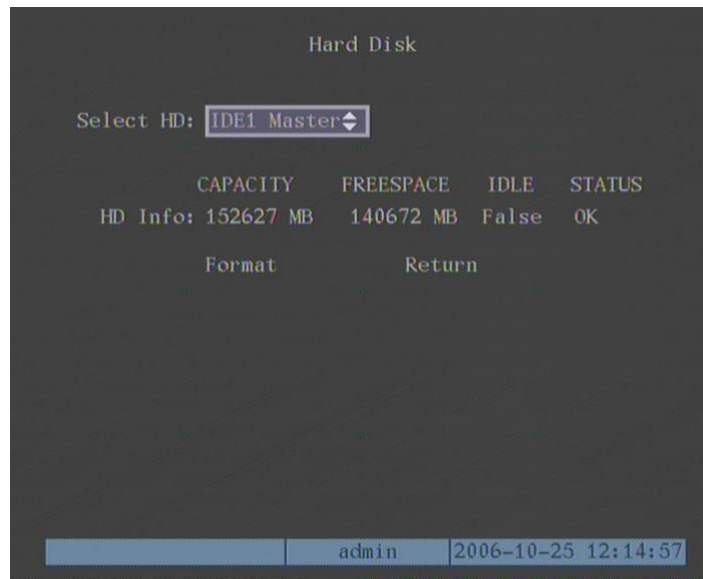 Hard Disk
Select HD: IDE1 Master
CAPACITY FREESPACE IDLE STATUS
HD Info: 152627 MB 140672 MB False OK
Format Return
admin 2006-10-25 12:14:57